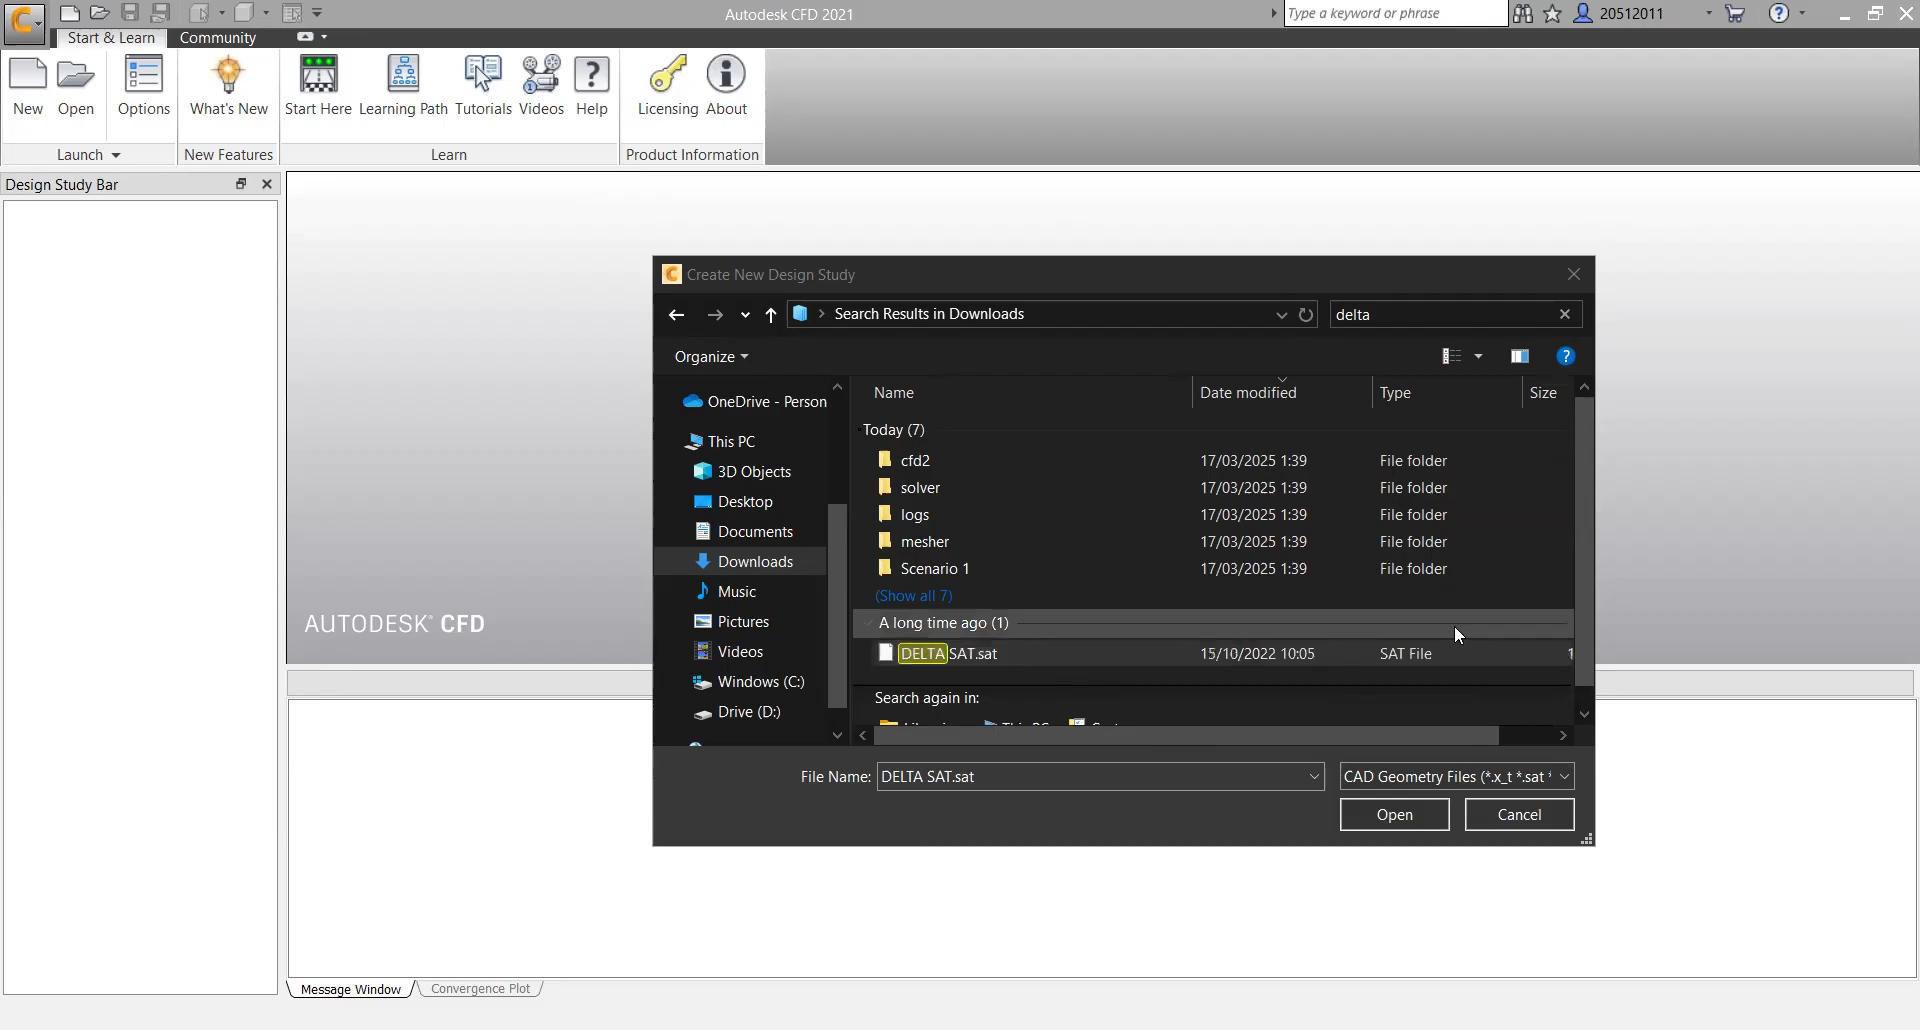 Autodesk CFD 2021
Type a keyword or phrase
20512011
Start & Learn
Community
New
Open
Options
What's New
Start Here
Learning Path
Tutorials
Videos
Help
Licensing
About
Launch
New Features
Learn
Product Information
Design Study Bar
AUTODESK® CFD
Create New Design Study
Search Results in Downloads
delta
Organize
OneDrive - Person
This PC
3D Objects
Desktop
Documents
Downloads
Music
Pictures
Videos
Windows (C:)
Drive (D:)
Name Date modified Type Size
Today (7)
cfd2 17/03/2025 1:39 File folder
solver 17/03/2025 1:39 File folder
logs 17/03/2025 1:39 File folder
mesher 17/03/2025 1:39 File folder
Scenario 1 17/03/2025 1:39 File folder
(Show all 7)
A long time ago (1)
DELTA SAT.sat 15/10/2022 10:05 SAT File 1
Search again in:
File Name: DELTA SAT.sat
CAD Geometry Files (*.x_t *.sat *
Open
Cancel
Message Window
Convergence Plot